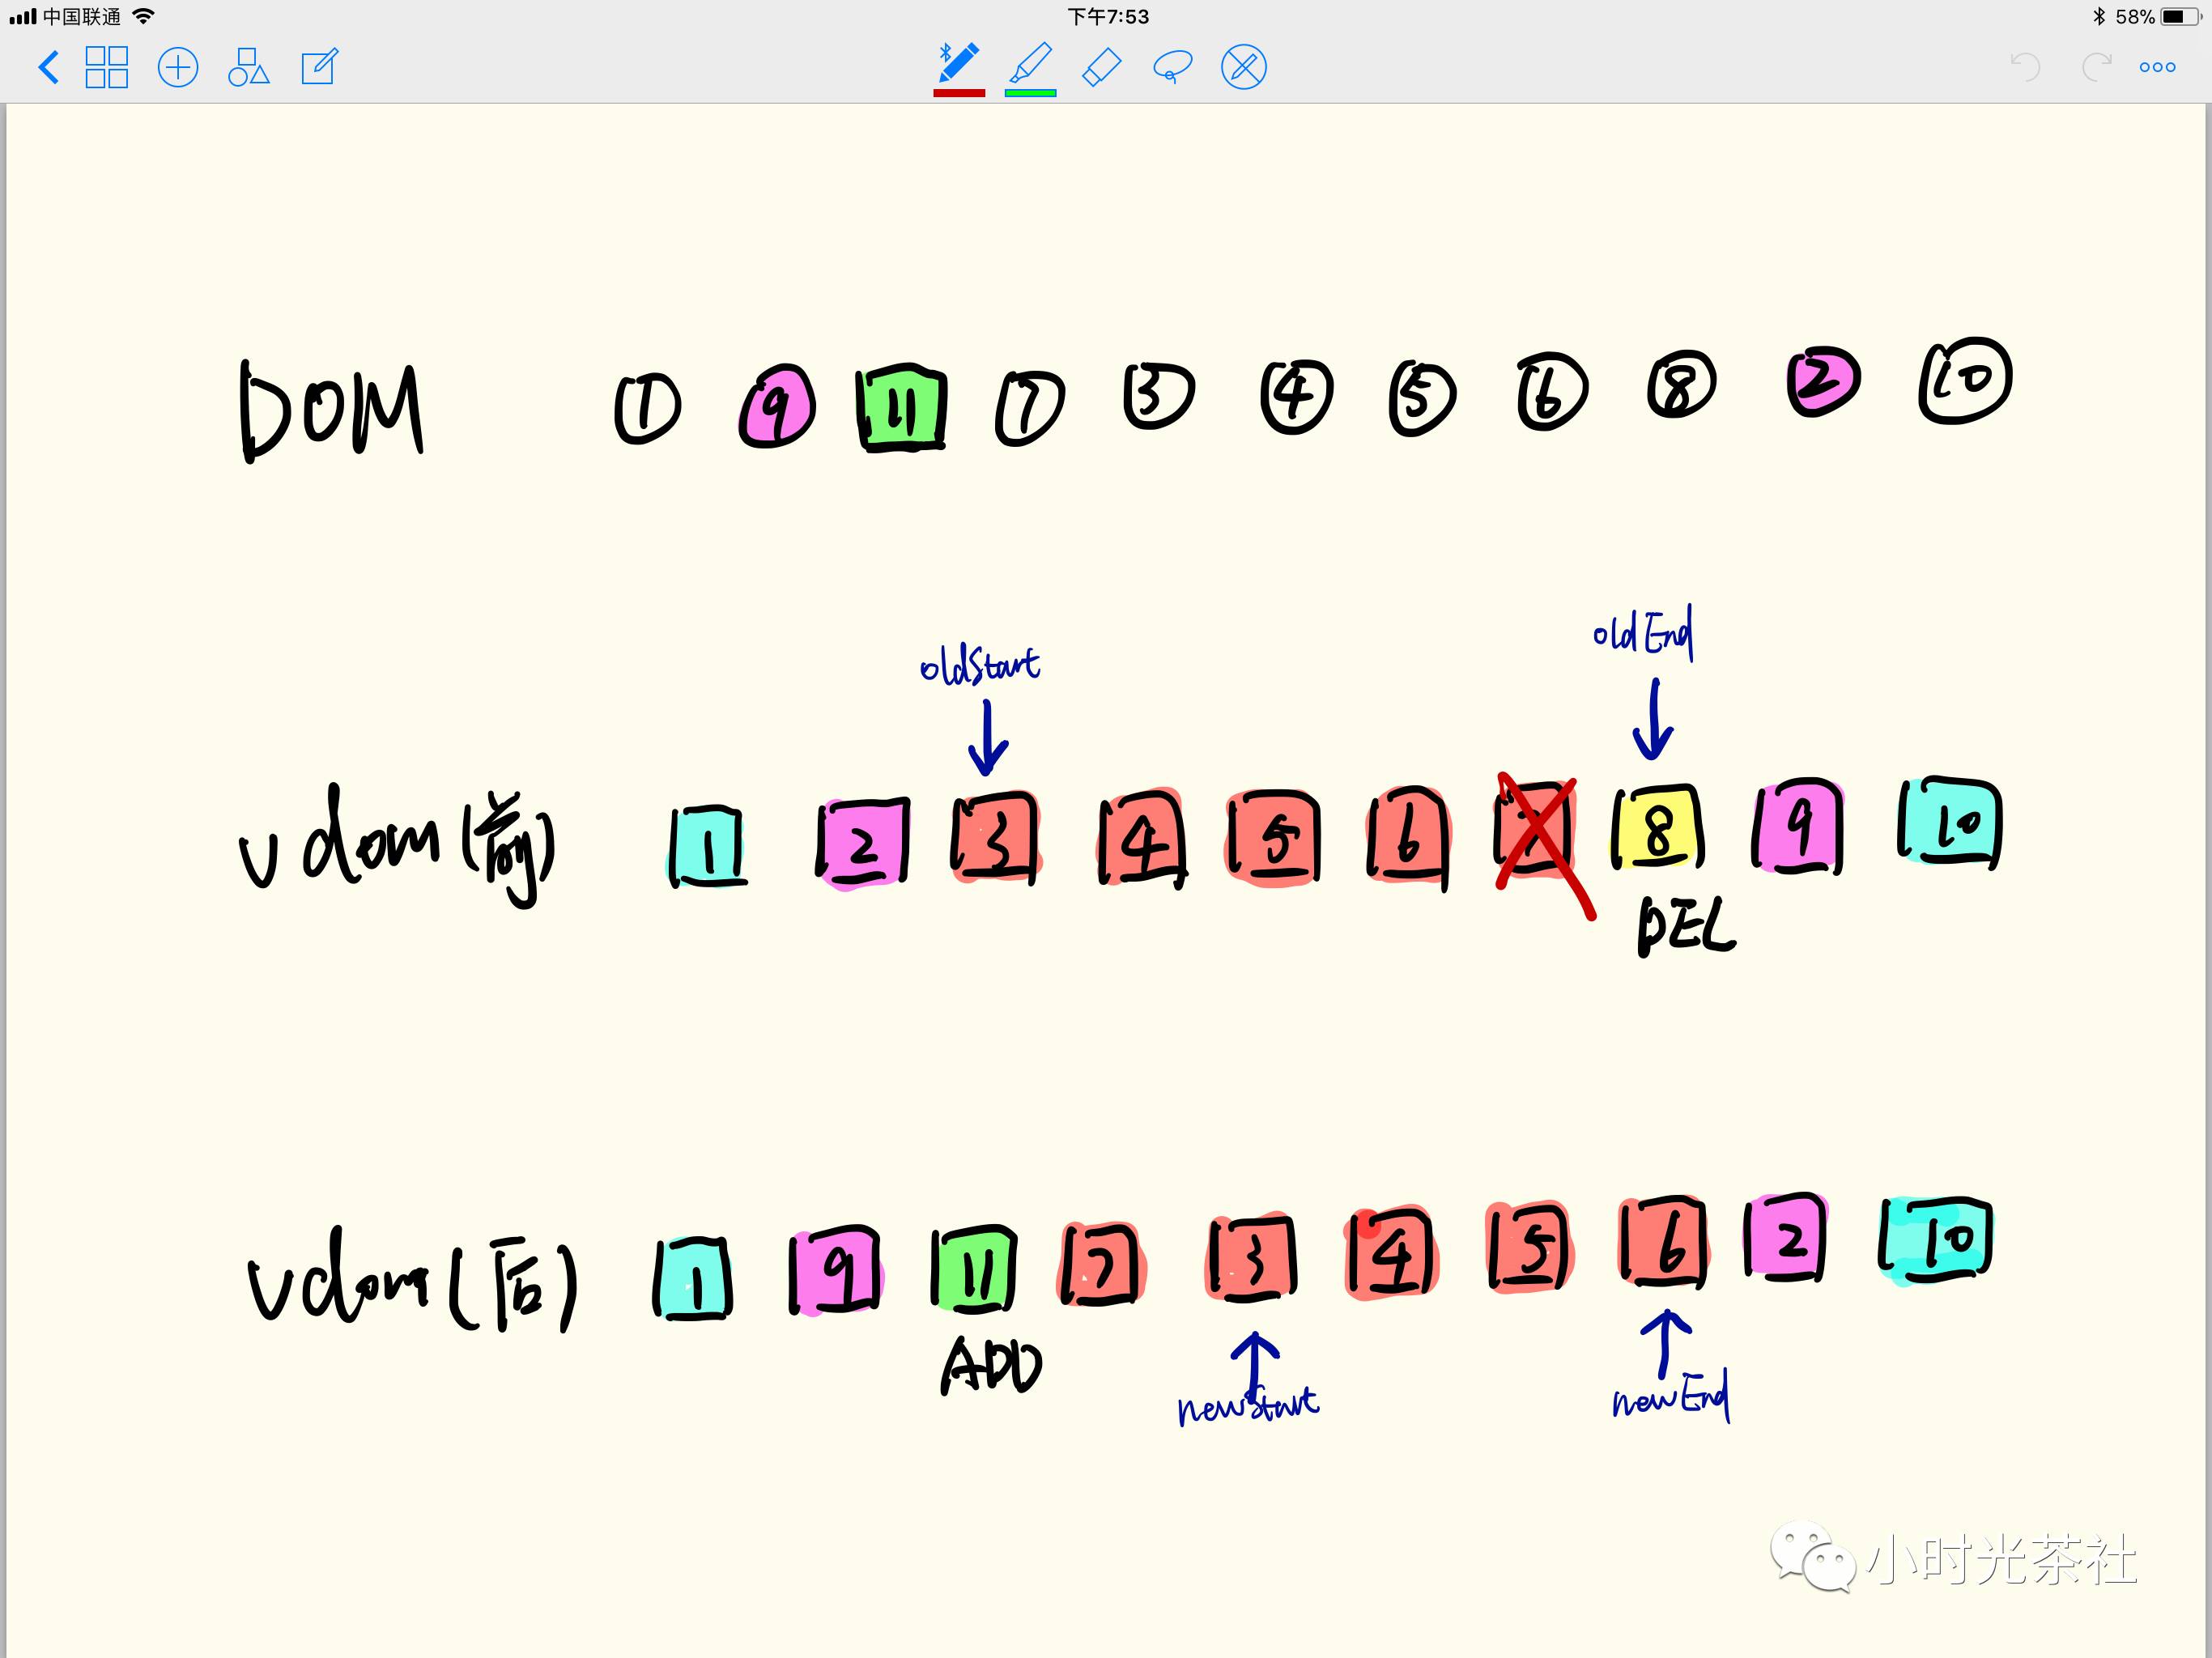 中国联通 下午7:53 58%
DOM 1 9 11 7 3 4 5 6 8 2 10
oldStart oldEnd
vdom(前) 1 2 3 4 5 6 8 9 10
DEL
vdom(后) 1 9 11 7 3 4 5 6 2 10
ADD
newStart newEnd
小时光茶社